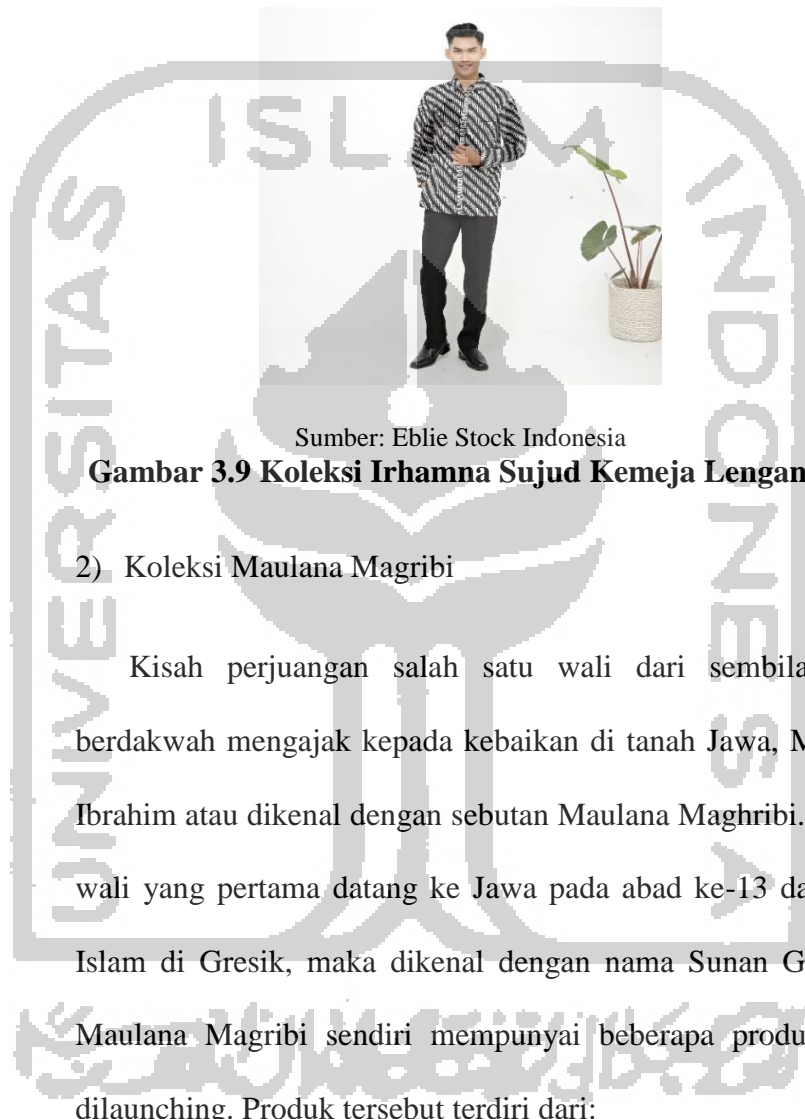 Sumber: Eblie Stock Indonesia
Gambar 3.9 Koleksi Irhamna Sujud Kemeja Lengan
2) Koleksi Maulana Magribi
Kisah perjuangan salah satu wali dari
berdakwah mengajak kepada kebaikan di tanah Jawa,
Ibrahim atau dikenal dengan sebutan Maulana Maghribi.
wali yang pertama datang ke Jawa pada abad ke-13
Islam di Gresik, maka dikenal dengan nama Sunan
Maulana Magribi sendiri mempunyai beberapa
dilaunching. Produk tersebut terdiri dari:
UNIVERSITAS
ISLAM
INDONESIA